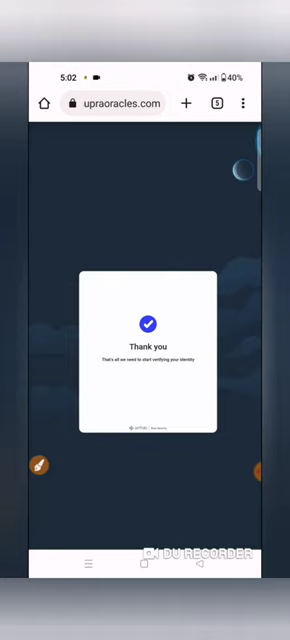 5:02
40%
upraoracles.com
5
Thank you
That's all we need to start verifying your identity
DU RECORDER